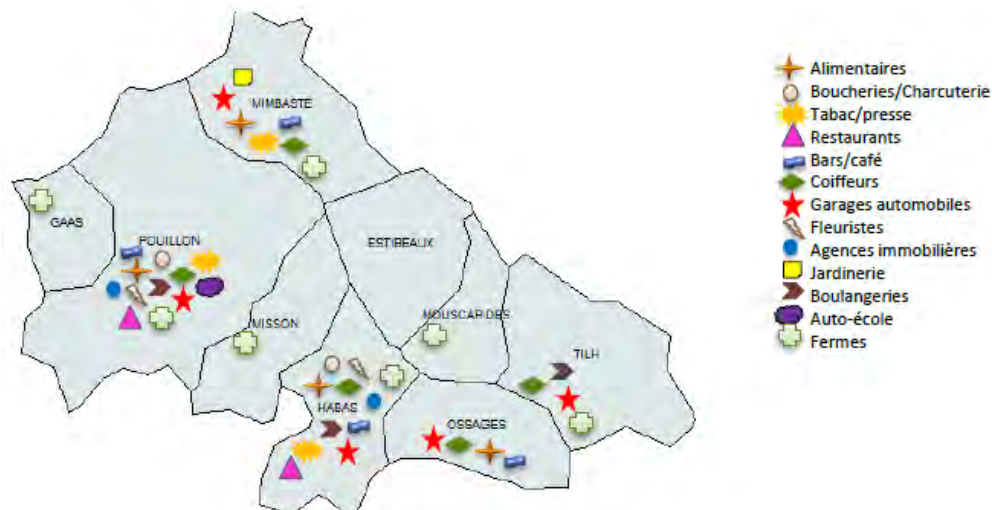 MIMBASTE
GAAS
POUILLON
ESTIBEAUX
MISSON
MOUSCARDES
TILH
HABAS
OSSAGES
Alimentaires
Boucheries/Charcuterie
Tabac/presse
Restaurants
Bars/café
Coiffeurs
Garages automobiles
Fleuristes
Agences immobilières
Jardinerie
Boulangeries
Auto-école
Fermes